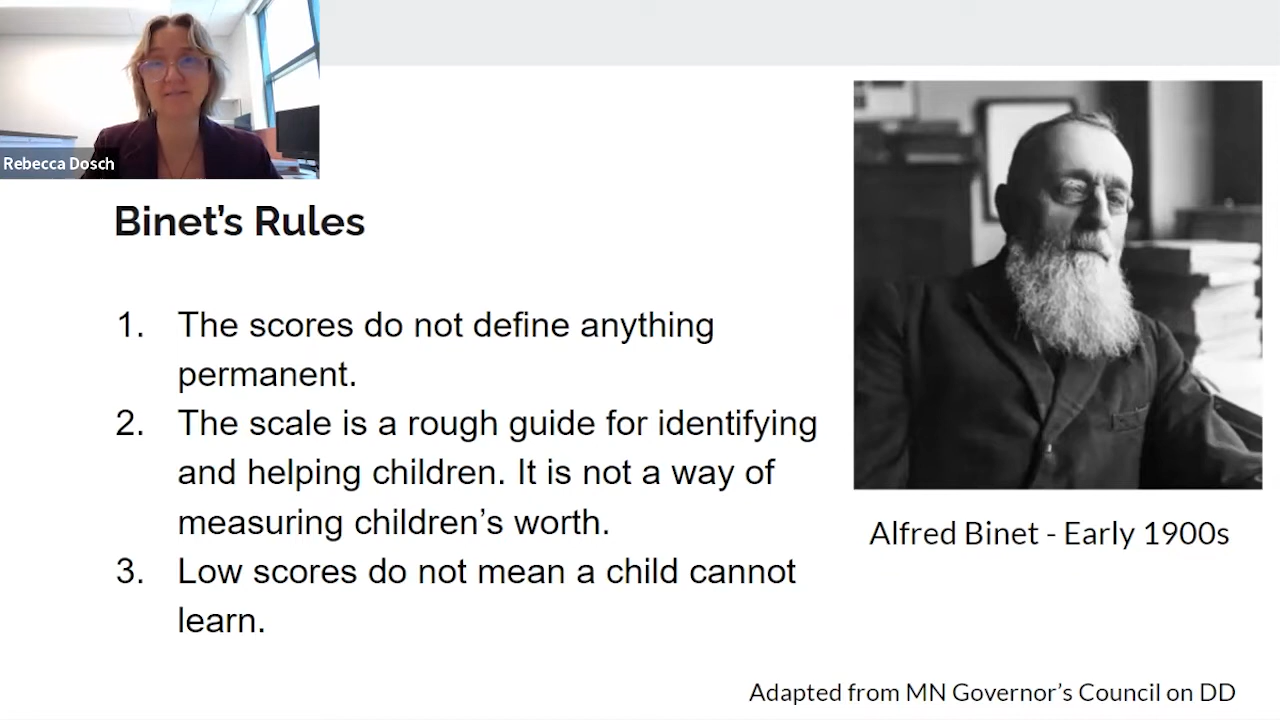 Rebecca Dosch
Binet's Rules
1. The scores do not define anything
permanent.
2. The scale is a rough guide for identifying
and helping children. It is not a way of
measuring children's worth.
3. Low scores do not mean a child cannot
learn.
Alfred Binet - Early 1900s
Adapted from MN Governor's Council on DD